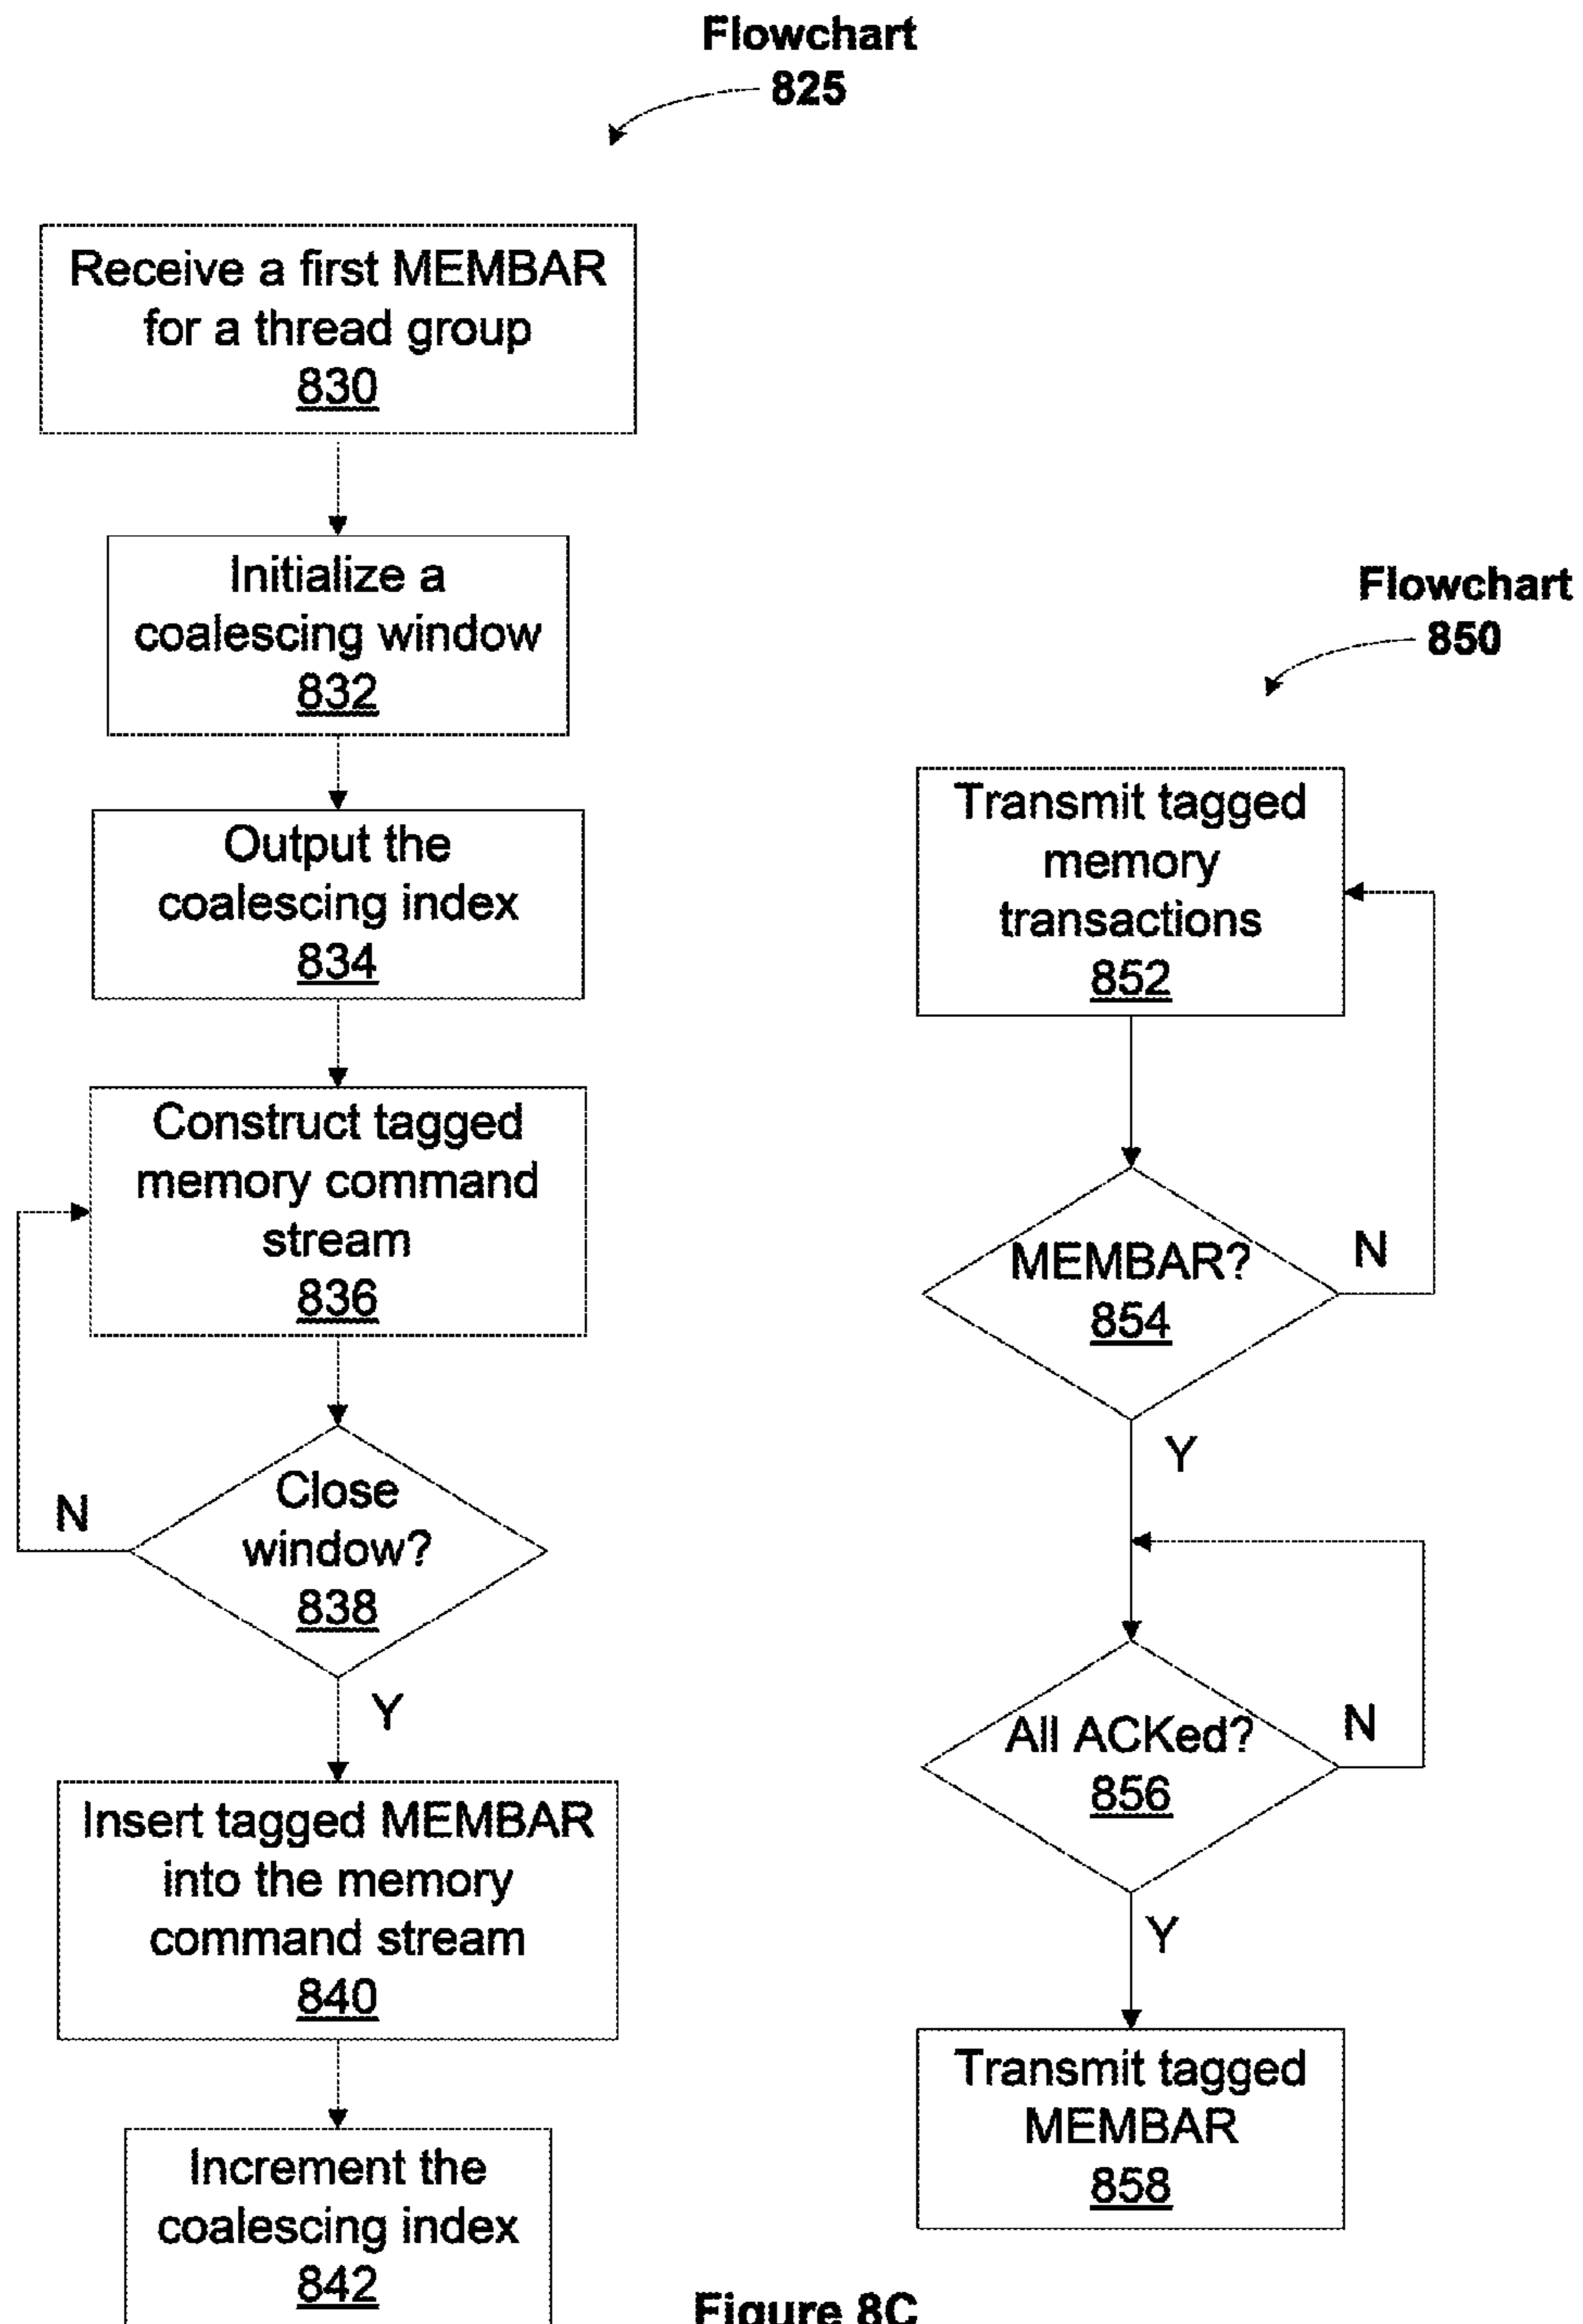 Flowchart
825
Receive a first MEMBAR
for a thread group
830
Initialize a
coalescing window
832
Output the
coalescing index
834
Construct tagged
memory command
stream
836
Close
window?
838
N
Y
Insert tagged MEMBAR
into the memory
command stream
840
Increment the
coalescing index
842
Flowchart
850
Transmit tagged
memory
transactions
852
MEMBAR?
854
N
Y
All ACKed?
856
N
Y
Transmit tagged
MEMBAR
858
Figure 8C